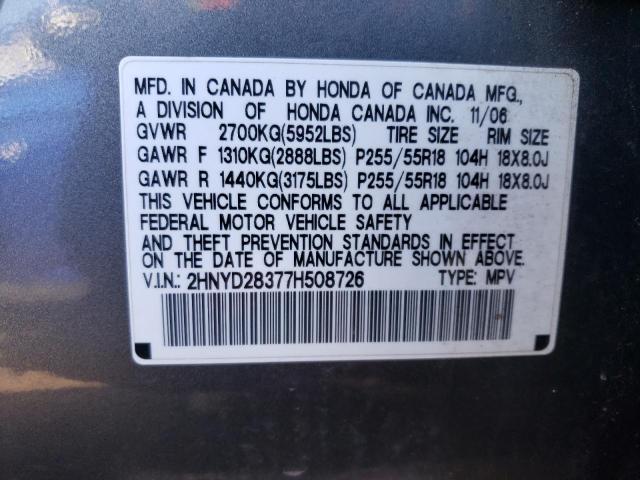 MFD. IN CANADA BY HONDA OF CANADA MFG.,
A DIVISION OF HONDA CANADA INC. 11/06
GVWR 2700KG(5952LBS) TIRE SIZE RIM SIZE
GAWR F 1310KG(2888LBS) P255/55R18 104H 18X8.0J
GAWR R 1440KG(3175LBS) P255/55R18 104H 18X8.0J
THIS VEHICLE CONFORMS TO ALL APPLICABLE
FEDERAL MOTOR VEHICLE SAFETY
AND THEFT PREVENTION STANDARDS IN EFFECT
ON THE DATE OF MANUFACTURE SHOWN ABOVE.
V.I.N.: 2HNYD28377H508726 TYPE: MPV